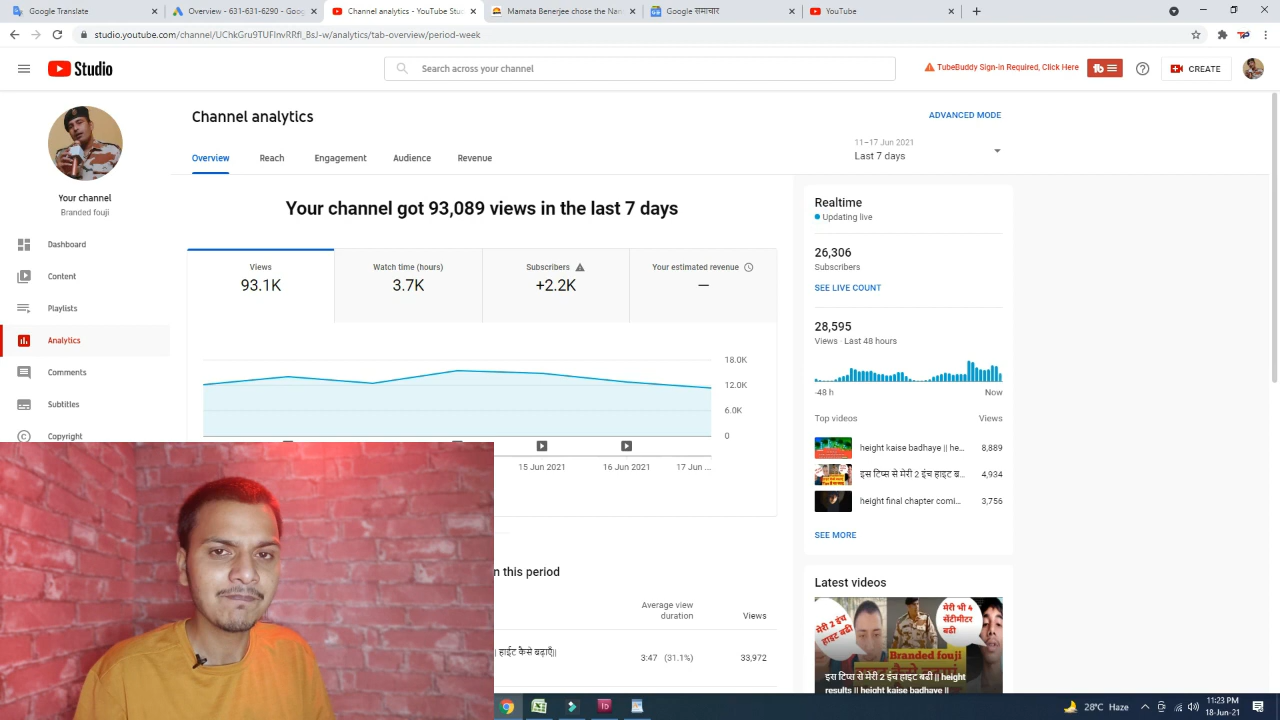 Google
Google - 631-631-6290 - Goog
Channel analytics - YouTube Stud
Mamata Benerjee chose the Nan
Google समाचार
YouTube
studio.youtube.com/channel/UChkGru9TUFInvRRfj_8sJ-w/analytics/tab-overview/period-week
Studio
Search across your channel
TubeBuddy Sign-in Required, Click Here
CREATE
Your channel
Branded fouji
Dashboard
Content
Playlists
Analytics
Comments
Subtitles
Copyright
Channel analytics
ADVANCED MODE
Overview
Reach
Engagement
Audience
Revenue
11–17 Jun 2021
Last 7 days
Your channel got 93,089 views in the last 7 days
Views
93.1K
Watch time (hours)
3.7K
Subscribers
+2.2K
Your estimated revenue
—
18.0K
12.0K
6.0K
0
15 Jun 2021
16 Jun 2021
17 Jun ...
n this period
Average view
duration
Views
हाईट कैसे बढ़ाएँ||
3:47 (31.1%)
33,972
Realtime
Updating live
26,306
Subscribers
SEE LIVE COUNT
28,595
Views · Last 48 hours
-48 h
Now
Top videos
Views
height kaise badhaye || he...
8,889
इस टिप्स से मेरी 2 इंच हाइट ब...
4,934
height final chapter comi...
3,756
SEE MORE
Latest videos
मेरी 2 इंच
हाइट बढी
मेरी भी 4
सेंटीमीटर
बढी
Branded fouji
इस टिप्स से मेरी 2 इंच हाइट बढी || height
results || height kaise badhaye ||
28°C Haze
11:23 PM
18-Jun-21